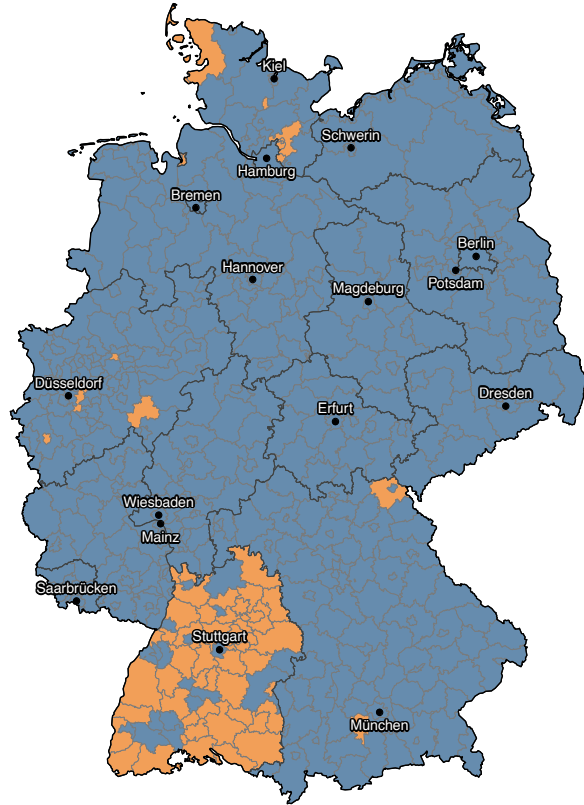 Kiel
Schwerin
Hamburg
Bremen
Berlin
Hannover
Potsdam
Magdeburg
Düsseldorf
Dresden
Erfurt
Wiesbaden
Mainz
Saarbrücken
Stuttgart
München